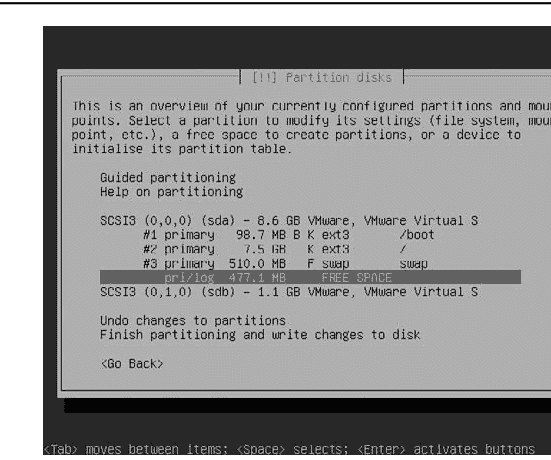 [!!] Partition disks
This is an overview of your currently configured partitions and mou
points. Select a partition to modify its settings (file system, mou
point, etc.), a free space to create partitions, or a device to
initialise its partition table.
Guided partitioning
Help on partitioning
SCSI3 (0,0,0) (sda) - 8.6 GB VMware, VMware Virtual S
#1 primary 98.7 MB B K ext3 /boot
#2 primary 7.5 GB K ext3 /
#3 primary 510.0 MB F swap swap
pri/log 477.1 MB FREE SPACE
SCSI3 (0,1,0) (sdb) - 1.1 GB VMware, VMware Virtual S
Undo changes to partitions
Finish partitioning and write changes to disk
<Go Back>
<Tab> moves between items; <Space> selects; <Enter> activates buttons